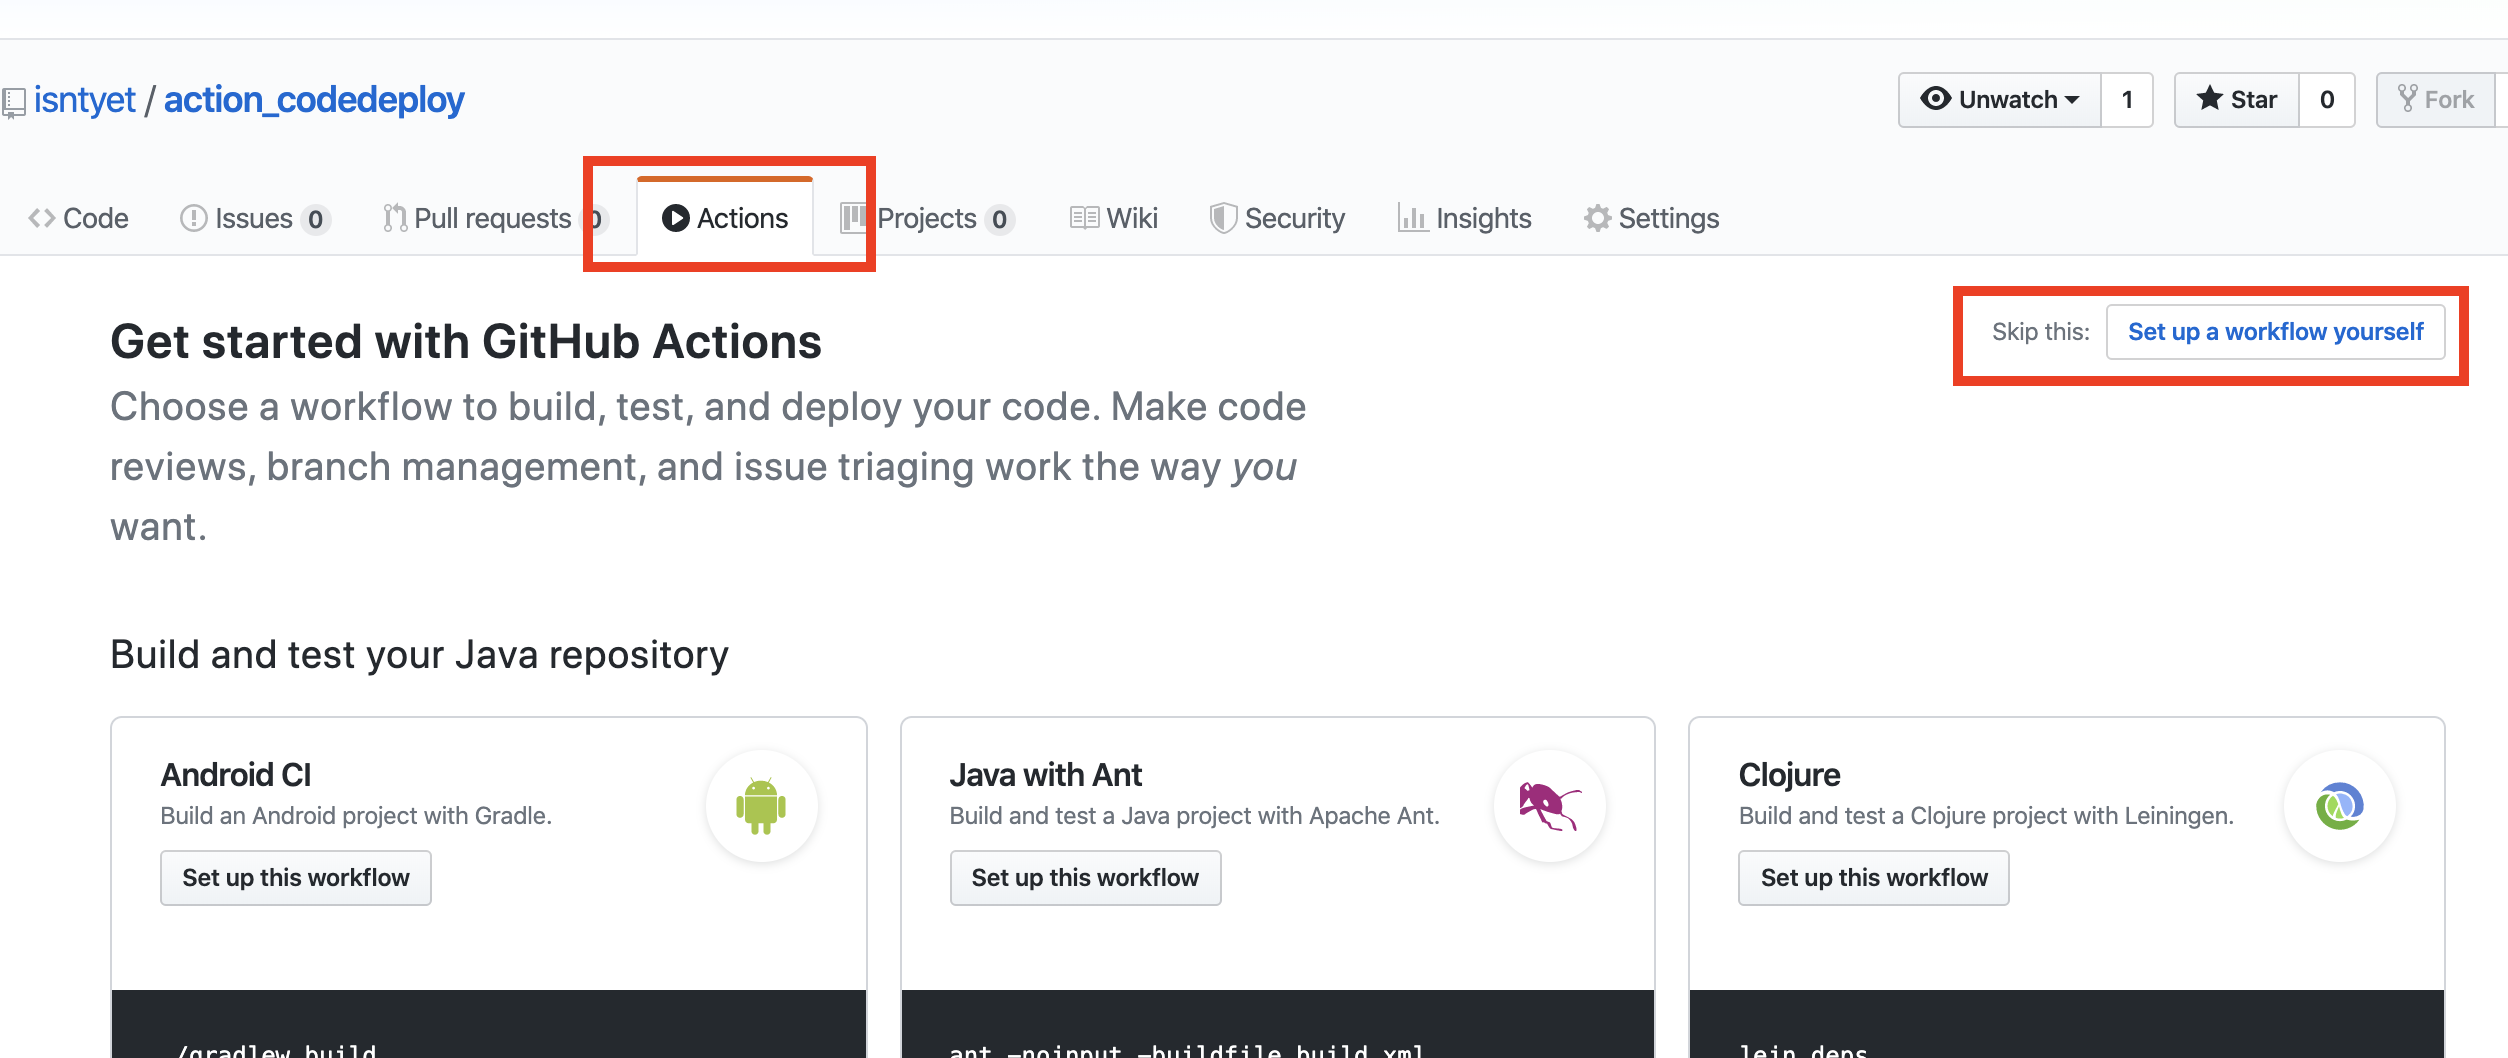 isntyet / action_codedeploy
Unwatch 1 Star 0 Fork
Code Issues 0 Pull requests 0 Actions Projects 0 Wiki Security Insights Settings
Get started with GitHub Actions
Skip this: Set up a workflow yourself
Choose a workflow to build, test, and deploy your code. Make code
reviews, branch management, and issue triaging work the way you
want.
Build and test your Java repository
Android CI
Build an Android project with Gradle.
Set up this workflow
./gradlew build
Java with Ant
Build and test a Java project with Apache Ant.
Set up this workflow
ant -noinput -buildfile build.xml
Clojure
Build and test a Clojure project with Leiningen.
Set up this workflow
lein deps